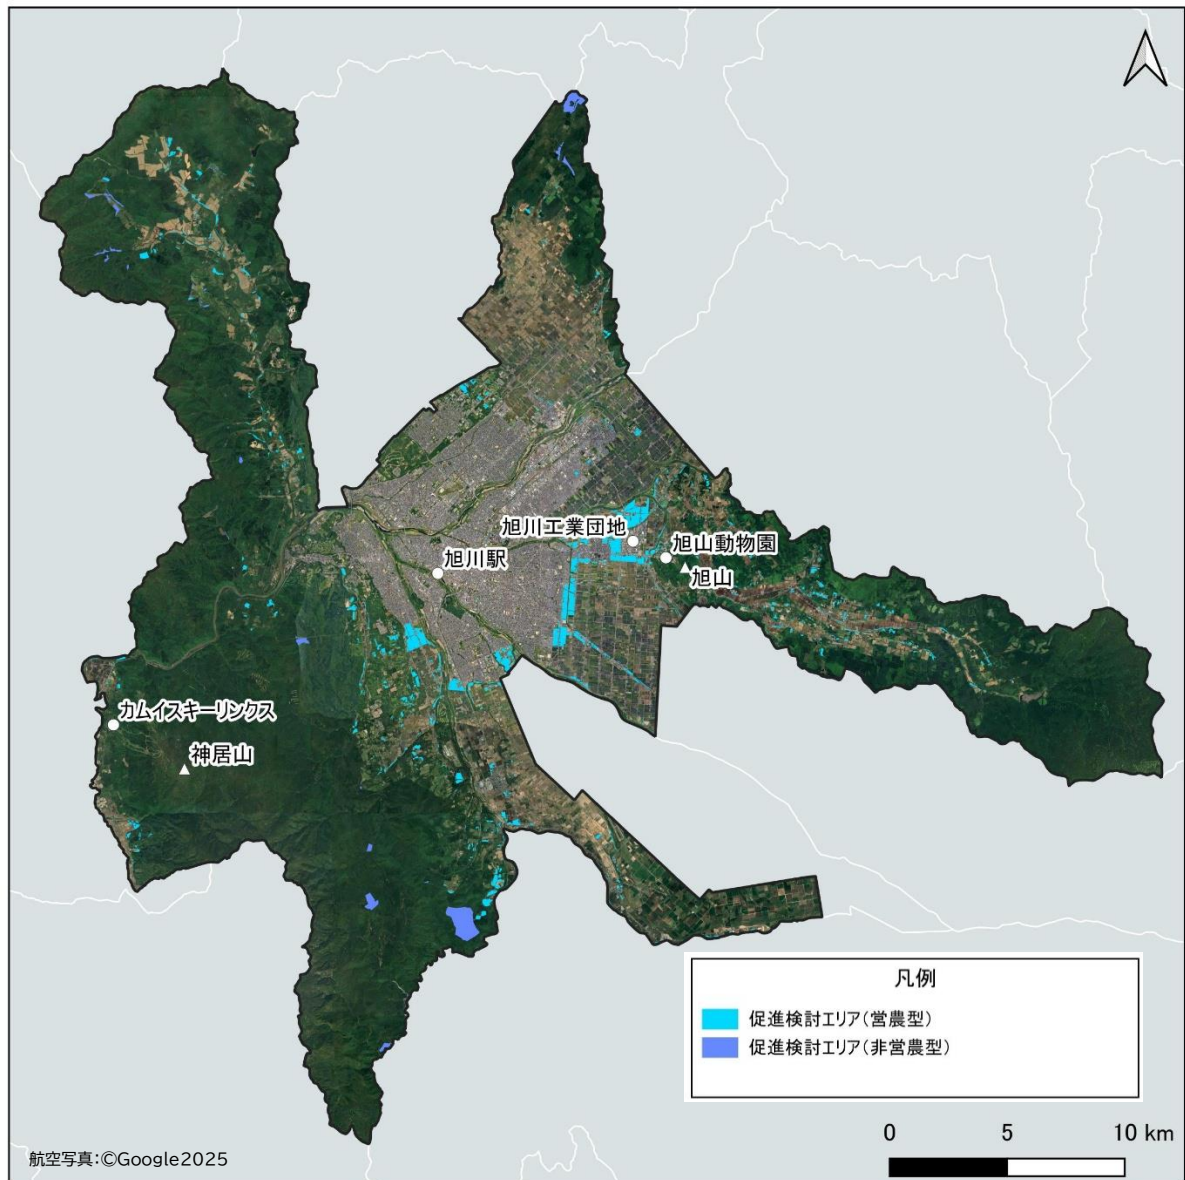 旭川工業団地
旭山動物園
旭川駅
旭山
カムイスキーリンクス
神居山
凡例
促進検討エリア(営農型)
促進検討エリア(非営農型)
0 5 10 km
航空写真:©Google2025